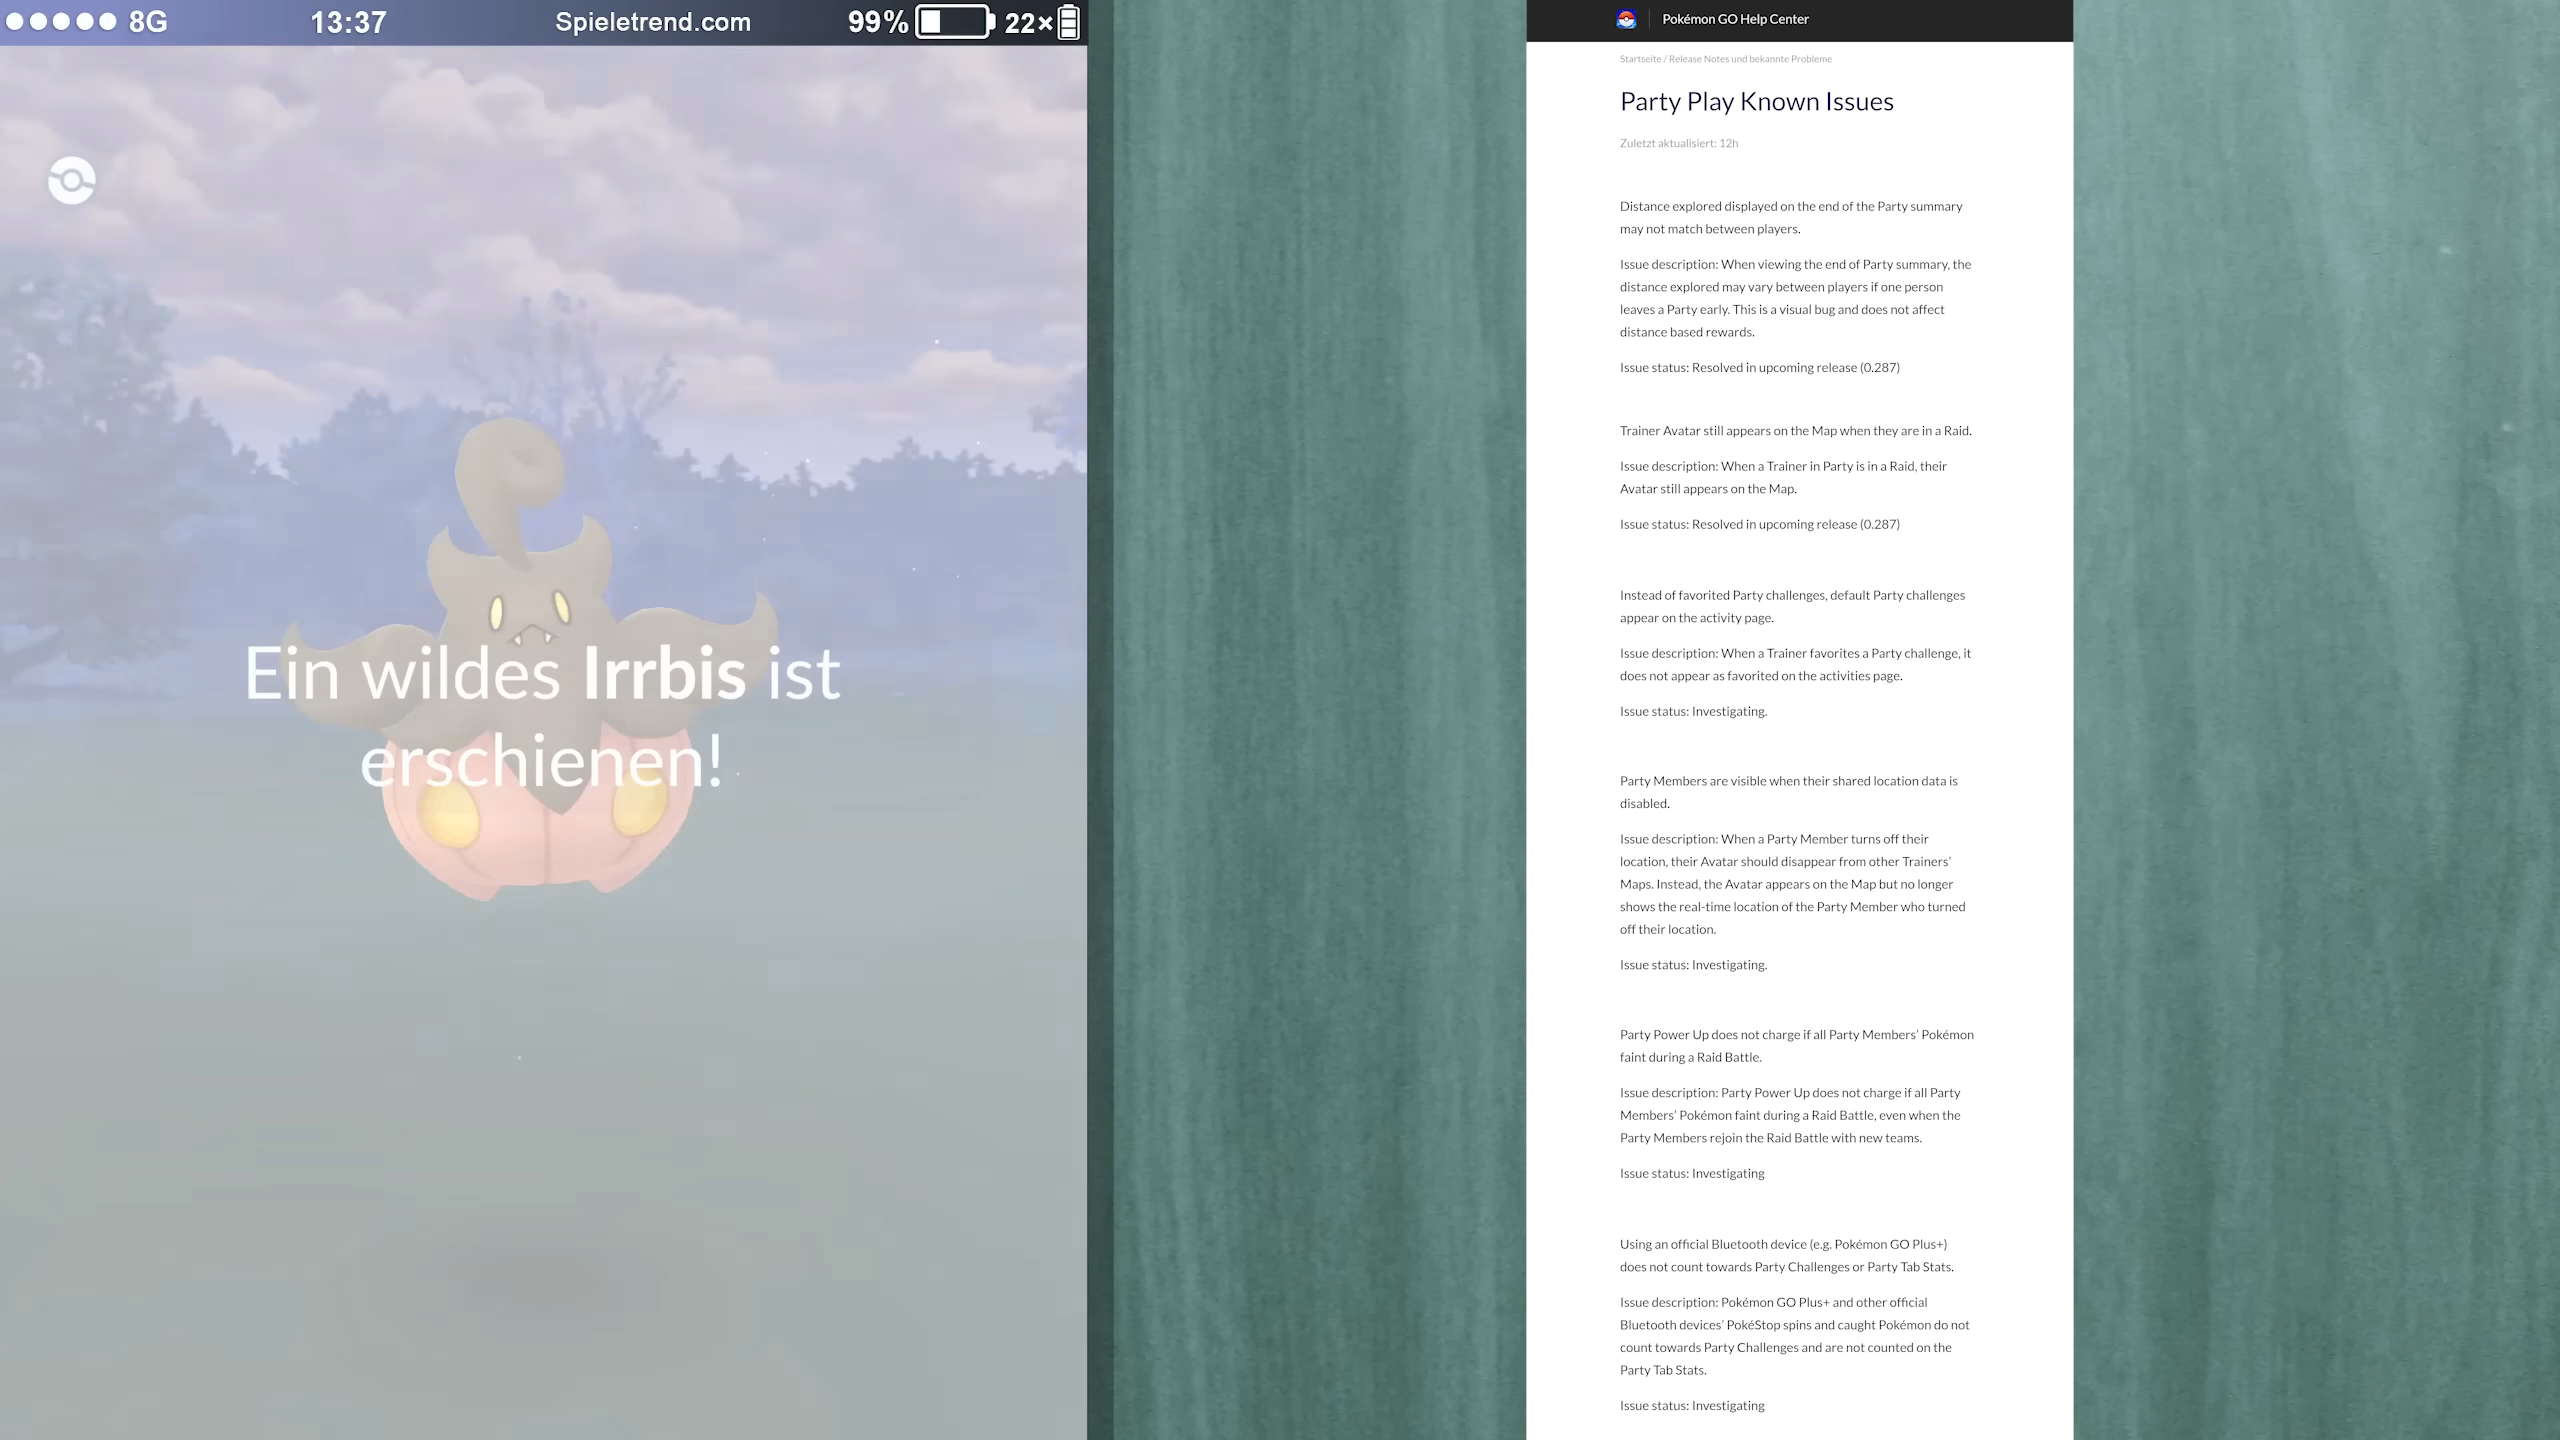 8G 13:37 Spieletrend.com 99% 22×
Ein wildes Irrbis ist
erschienen!
Pokémon GO Help Center
Startseite / Release Notes und bekannte Probleme
Party Play Known Issues
Zuletzt aktualisiert: 12h
Distance explored displayed on the end of the Party summary
may not match between players.
Issue description: When viewing the end of Party summary, the
distance explored may vary between players if one person
leaves a Party early. This is a visual bug and does not affect
distance based rewards.
Issue status: Resolved in upcoming release (0.287)
Trainer Avatar still appears on the Map when they are in a Raid.
Issue description: When a Trainer in Party is in a Raid, their
Avatar still appears on the Map.
Issue status: Resolved in upcoming release (0.287)
Instead of favorited Party challenges, default Party challenges
appear on the activity page.
Issue description: When a Trainer favorites a Party challenge, it
does not appear as favorited on the activities page.
Issue status: Investigating.
Party Members are visible when their shared location data is
disabled.
Issue description: When a Party Member turns off their
location, their Avatar should disappear from other Trainers’
Maps. Instead, the Avatar appears on the Map but no longer
shows the real-time location of the Party Member who turned
off their location.
Issue status: Investigating.
Party Power Up does not charge if all Party Members’ Pokémon
faint during a Raid Battle.
Issue description: Party Power Up does not charge if all Party
Members’ Pokémon faint during a Raid Battle, even when the
Party Members rejoin the Raid Battle with new teams.
Issue status: Investigating
Using an official Bluetooth device (e.g. Pokémon GO Plus+)
does not count towards Party Challenges or Party Tab Stats.
Issue description: Pokémon GO Plus+ and other official
Bluetooth devices’ PokéStop spins and caught Pokémon do not
count towards Party Challenges and are not counted on the
Party Tab Stats.
Issue status: Investigating